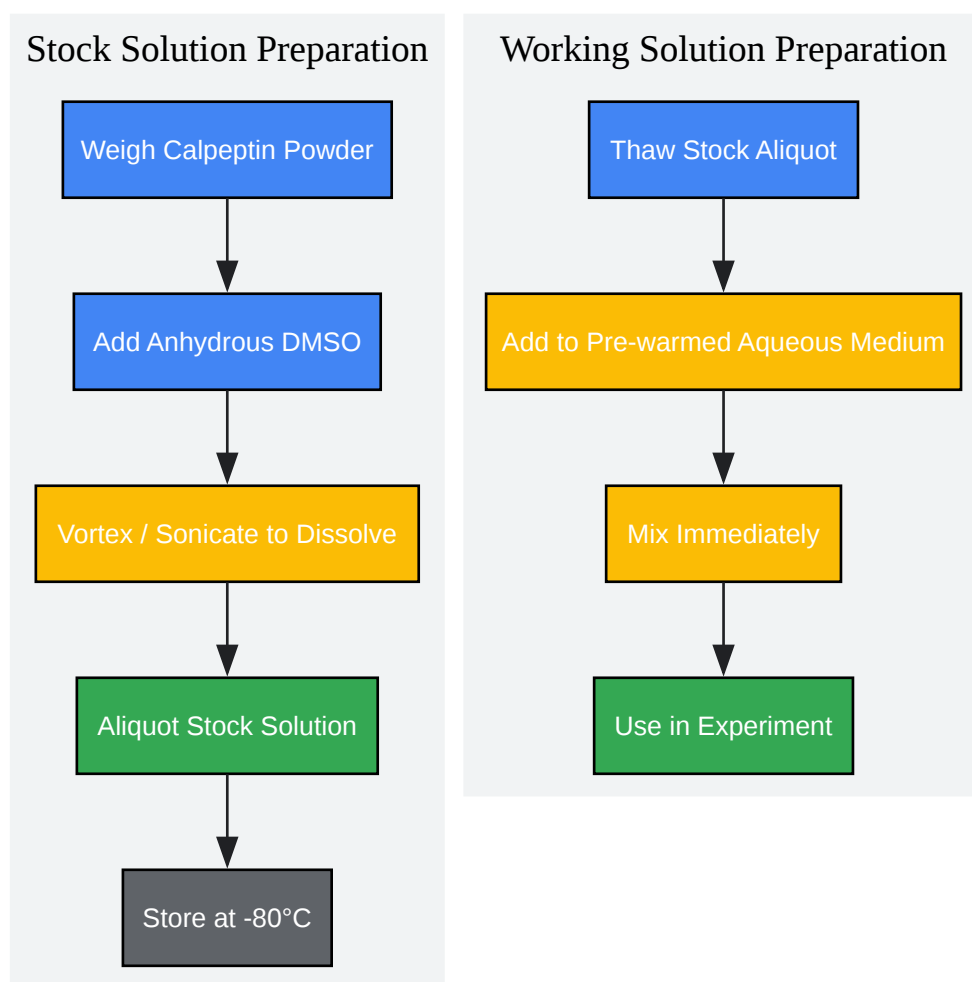 Stock Solution Preparation
Weigh Calpeptin Powder
Add Anhydrous DMSO
Vortex / Sonicate to Dissolve
Aliquot Stock Solution
Store at -80°C
Working Solution Preparation
Thaw Stock Aliquot
Add to Pre-warmed Aqueous Medium
Mix Immediately
Use in Experiment